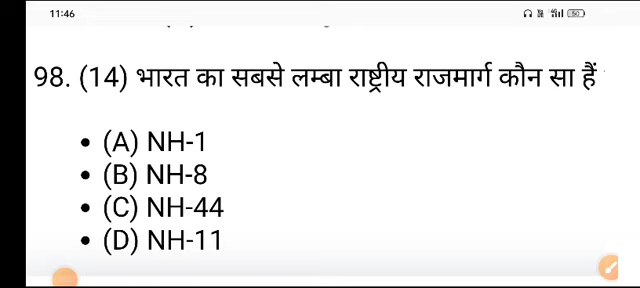 11:46
98. (14) भारत का सबसे लम्बा राष्ट्रीय राजमार्ग कौन सा हैं
• (A) NH-1
• (B) NH-8
• (C) NH-44
• (D) NH-11